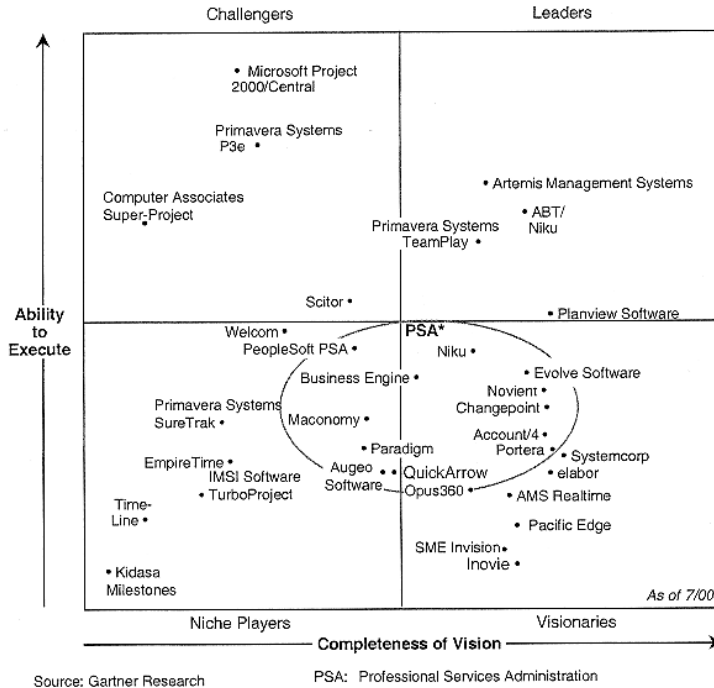 Challengers
Leaders
Microsoft Project
2000/Central
Primavera Systems
P3e
Artemis Management Systems
Computer Associates
Super-Project
ABT/
Niku
Primavera Systems
TeamPlay
Scitor
Planview Software
Ability
to
Execute
Welcom
PSA*
PeopleSoft PSA
Niku
Business Engine
Evolve Software
Novient
Changepoint
Primavera Systems
SureTrak
Maconomy
Account/4
Paradigm
Portera
Systemcorp
EmpireTime
Augeo
Software
QuickArrow
elabor
IMSI Software
TurboProject
Opus360
AMS Realtime
Time-
Line
Pacific Edge
SME Invision
Inovie
Kidasa
Milestones
As of 7/00
Niche Players
Visionaries
Completeness of Vision
Source: Gartner Research
PSA: Professional Services Administration